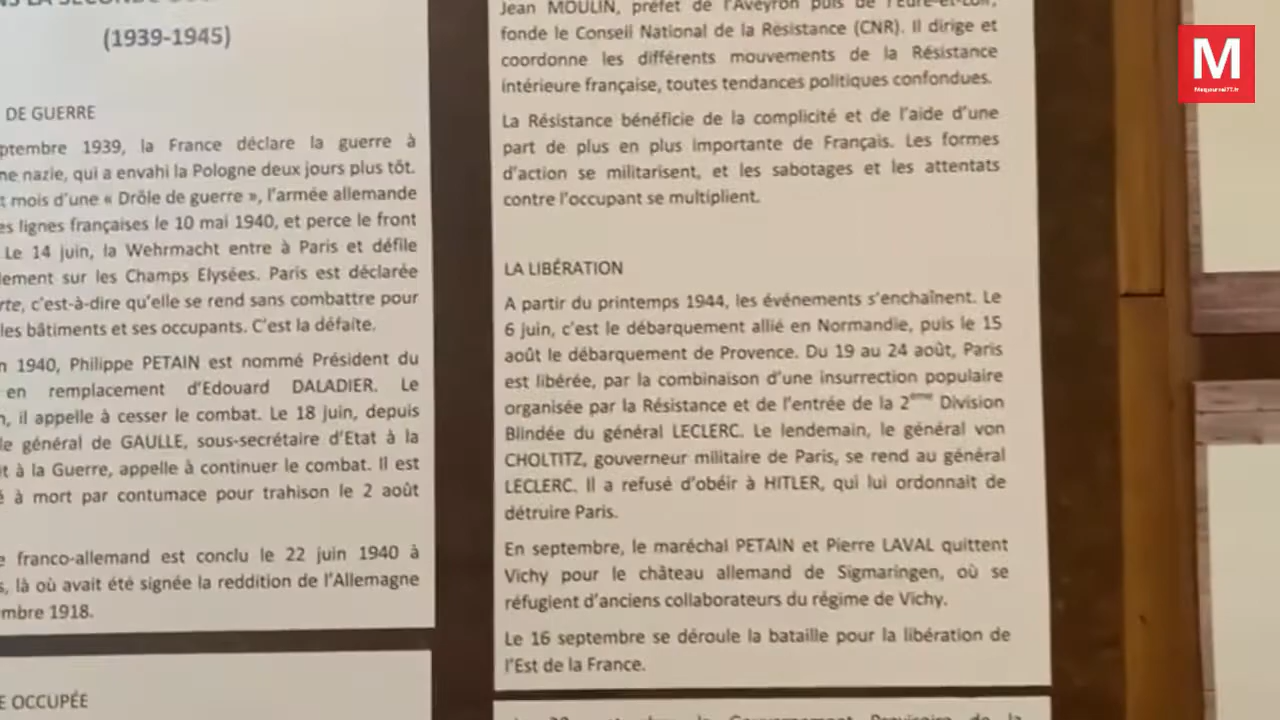 (1939-1945)
DE GUERRE
septembre 1939, la France déclare la guerre à
nazie, qui a envahi la Pologne deux jours plus tôt.
mois d'une « Drôle de guerre », l'armée allemande
lignes françaises le 10 mai 1940, et perce le front
Le 14 juin, la Wehrmacht entre à Paris et défile
sur les Champs Elysées. Paris est déclarée
c'est-à-dire qu'elle se rend sans combattre pour
les bâtiments et ses occupants. C'est la défaite.
1940, Philippe PETAIN est nommé Président du
en remplacement d'Edouard DALADIER. Le
il appelle à cesser le combat. Le 18 juin, depuis
le général de GAULLE, sous-secrétaire d'Etat à la
à la Guerre, appelle à continuer le combat. Il est
à mort par contumace pour trahison le 2 août
franco-allemand est conclu le 22 juin 1940 à
là où avait été signée la reddition de l'Allemagne
1918.
OCCUPÉE
Jean MOULIN, préfet de l'Aveyron puis de l'Eure-et-Loir,
fonde le Conseil National de la Résistance (CNR). Il dirige et
coordonne les différents mouvements de la Résistance
intérieure française, toutes tendances politiques confondues.
La Résistance bénéficie de la complicité et de l'aide d'une
part de plus en plus importante de Français. Les formes
d'action se militarisent, et les sabotages et les attentats
contre l'occupant se multiplient.
LA LIBÉRATION
A partir du printemps 1944, les événements s'enchaînent. Le
6 juin, c'est le débarquement allié en Normandie, puis le 15
août le débarquement de Provence. Du 19 au 24 août, Paris
est libérée, par la combinaison d'une insurrection populaire
organisée par la Résistance et de l'entrée de la 2ème Division
Blindée du général LECLERC. Le lendemain, le général von
CHOLTITZ, gouverneur militaire de Paris, se rend au général
LECLERC. Il a refusé d'obéir à HITLER, qui lui ordonnait de
détruire Paris.
En septembre, le maréchal PETAIN et Pierre LAVAL quittent
Vichy pour le château allemand de Sigmaringen, où se
réfugient d'anciens collaborateurs du régime de Vichy.
Le 16 septembre se déroule la bataille pour la libération de
l'Est de la France.
M